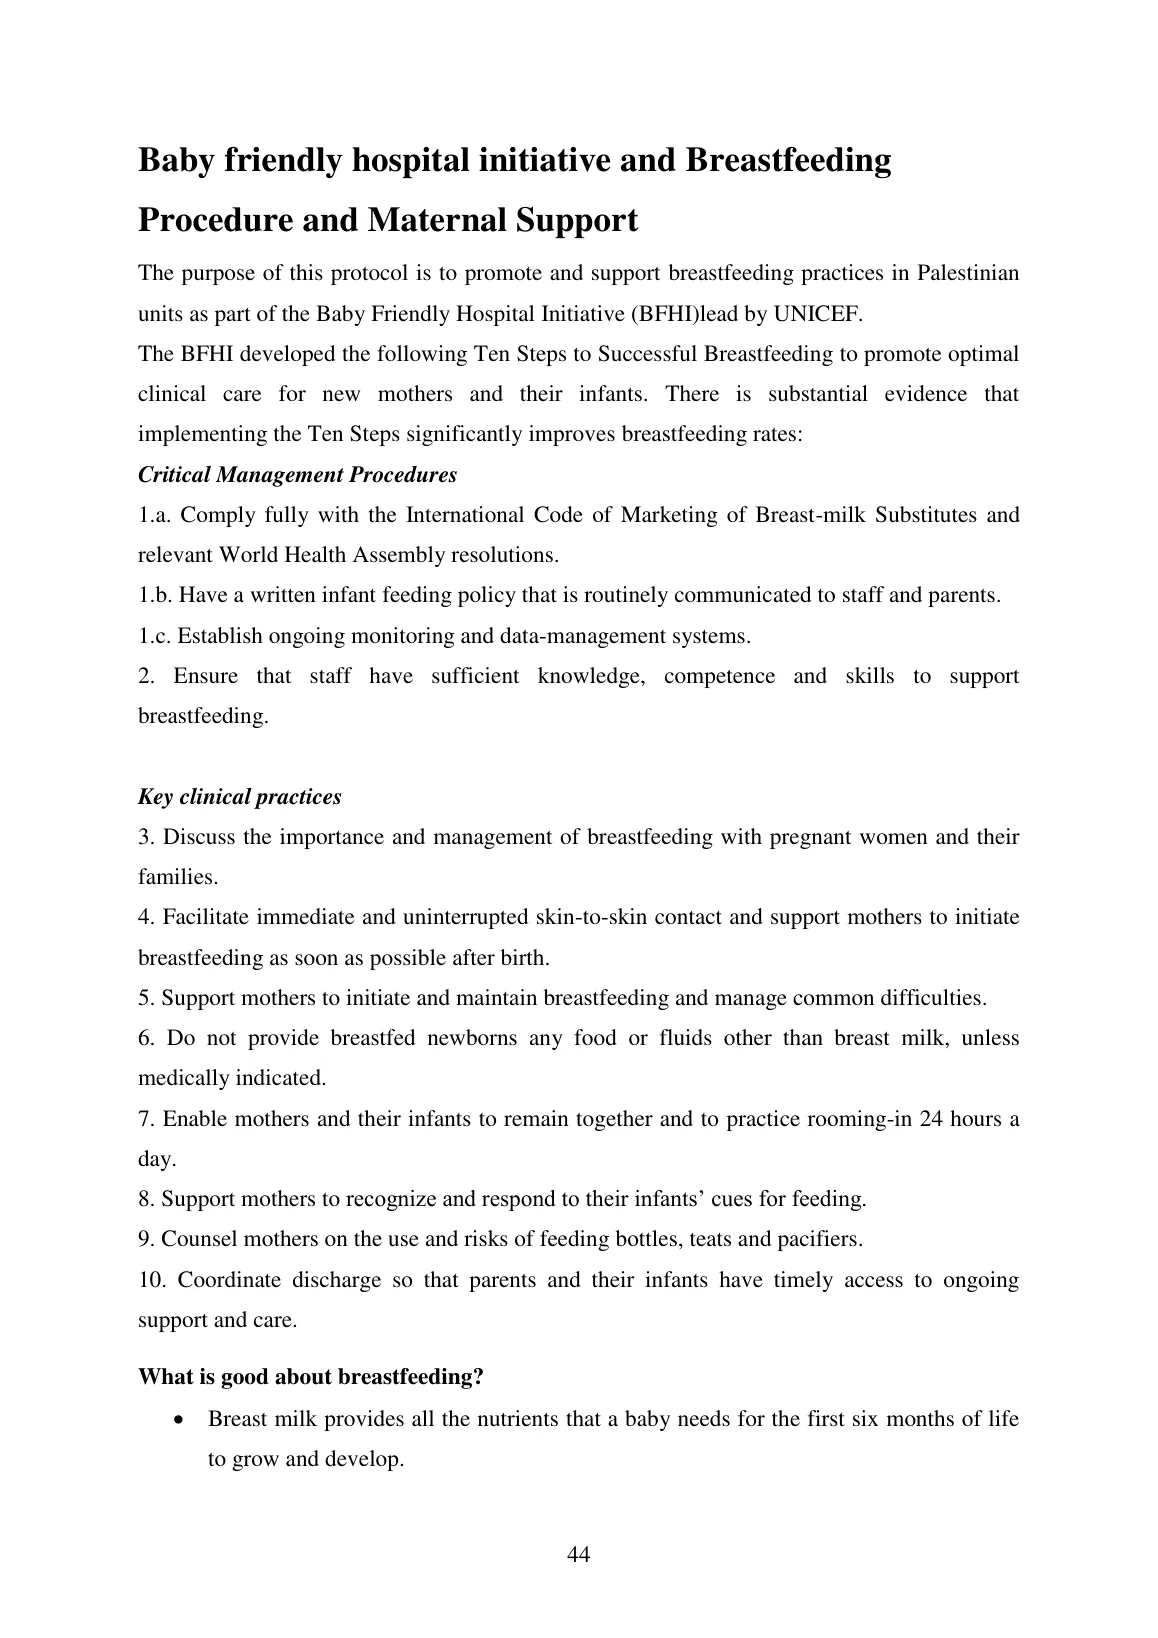 Baby friendly hospital initiative and Breastfeeding
Procedure and Maternal Support
The purpose of this protocol is to promote and support breastfeeding practices in Palestinian
units as part of the Baby Friendly Hospital Initiative (BFHI)lead by UNICEF.
The BFHI developed the following Ten Steps to Successful Breastfeeding to promote optimal
clinical care for new mothers and their infants. There is substantial evidence that
implementing the Ten Steps significantly improves breastfeeding rates:
Critical Management Procedures
1.a. Comply fully with the International Code of Marketing of Breast-milk Substitutes and
relevant World Health Assembly resolutions.
1.b. Have a written infant feeding policy that is routinely communicated to staff and parents.
1.c. Establish ongoing monitoring and data-management systems.
2. Ensure that staff have sufficient knowledge, competence and skills to support
breastfeeding.
Key clinical practices
3. Discuss the importance and management of breastfeeding with pregnant women and their
families.
4. Facilitate immediate and uninterrupted skin-to-skin contact and support mothers to initiate
breastfeeding as soon as possible after birth.
5. Support mothers to initiate and maintain breastfeeding and manage common difficulties.
6. Do not provide breastfed newborns any food or fluids other than breast milk, unless
medically indicated.
7. Enable mothers and their infants to remain together and to practice rooming-in 24 hours a
day.
8. Support mothers to recognize and respond to their infants’ cues for feeding.
9. Counsel mothers on the use and risks of feeding bottles, teats and pacifiers.
10. Coordinate discharge so that parents and their infants have timely access to ongoing
support and care.
What is good about breastfeeding?
• Breast milk provides all the nutrients that a baby needs for the first six months of life
to grow and develop.
44